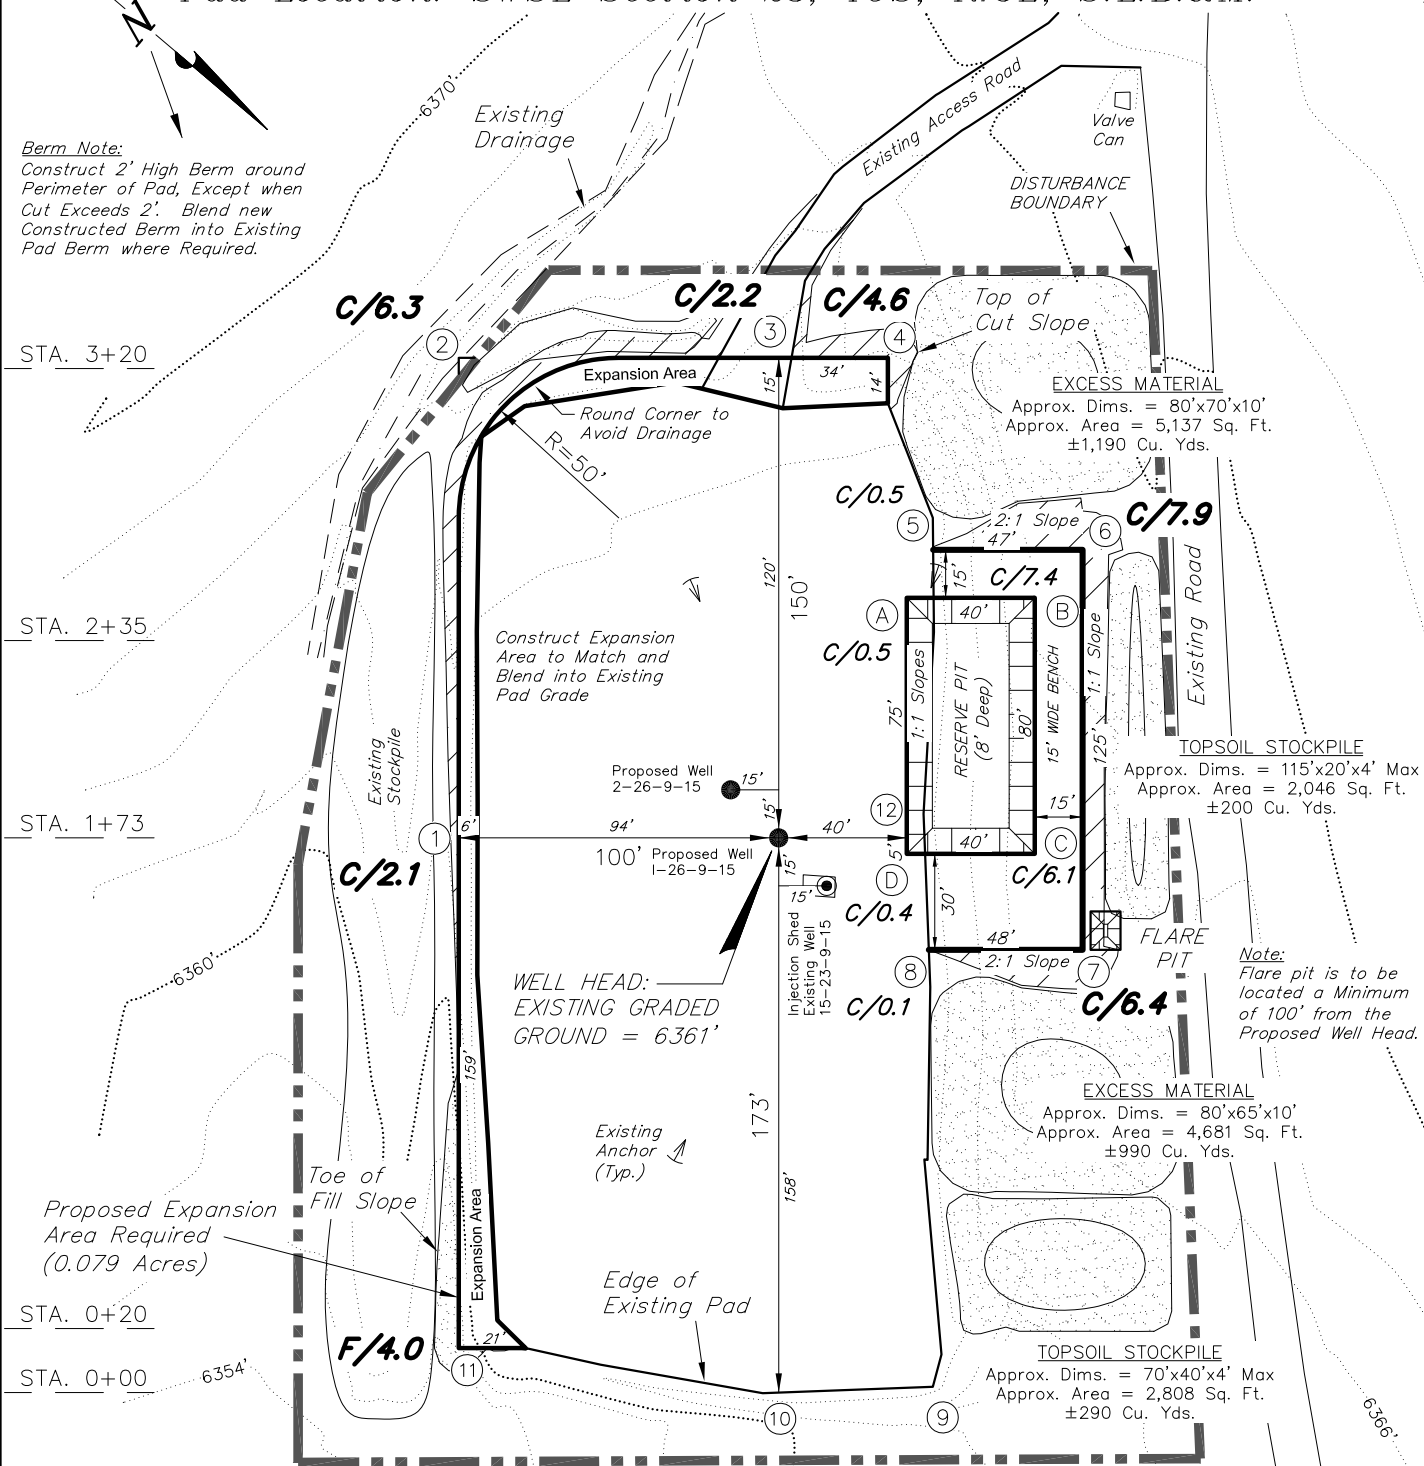 N
6370'
Existing
Drainage
Existing Access Road
Valve
Can
DISTURBANCE
BOUNDARY
Berm Note:
Construct 2' High Berm around
Perimeter of Pad, Except when
Cut Exceeds 2'. Blend new
Constructed Berm into Existing
Pad Berm where Required.
C/6.3
C/2.2
C/4.6
Top of
Cut Slope
STA. 3+20
2
3
4
Expansion Area
15'
34'
14'
Round Corner to
Avoid Drainage
R=50'
EXCESS MATERIAL
Approx. Dims. = 80'x70'x10'
Approx. Area = 5,137 Sq. Ft.
±1,190 Cu. Yds.
C/0.5
5
2:1 Slope
47'
6
C/7.9
15'
C/7.4
120'
150'
STA. 2+35
A
40'
B
C/0.5
Construct Expansion
Area to Match and
Blend into Existing
Pad Grade
75'
1:1 Slopes
RESERVE PIT
(8' Deep)
80'
15' WIDE BENCH
1:1 Slope
125'
Existing Road
Existing
Stockpile
TOPSOIL STOCKPILE
Approx. Dims. = 115'x20'x4' Max
Approx. Area = 2,046 Sq. Ft.
±200 Cu. Yds.
Proposed Well
2-26-9-15
15'
15'
12
15'
STA. 1+73
1
6'
94'
40'
100'
Proposed Well
I-26-9-15
15'
15'
5'
40'
C
C/2.1
D
C/6.1
C/0.4
30'
Injection Shed
Existing Well
15-23-9-15
48'
2:1 Slope
FLARE
PIT
8
7
C/0.1
C/6.4
Note:
Flare pit is to be
located a Minimum
of 100' from the
Proposed Well Head.
6360'
WELL HEAD:
EXISTING GRADED
GROUND = 6361'
159'
173'
158'
EXCESS MATERIAL
Approx. Dims. = 80'x65'x10'
Approx. Area = 4,681 Sq. Ft.
±990 Cu. Yds.
Existing
Anchor
(Typ.)
Toe of
Fill Slope
Proposed Expansion
Area Required
(0.079 Acres)
Expansion Area
Edge of
Existing Pad
STA. 0+20
F/4.0
21'
11
STA. 0+00
6354'
10
9
TOPSOIL STOCKPILE
Approx. Dims. = 70'x40'x4' Max
Approx. Area = 2,808 Sq. Ft.
±290 Cu. Yds.
6366'